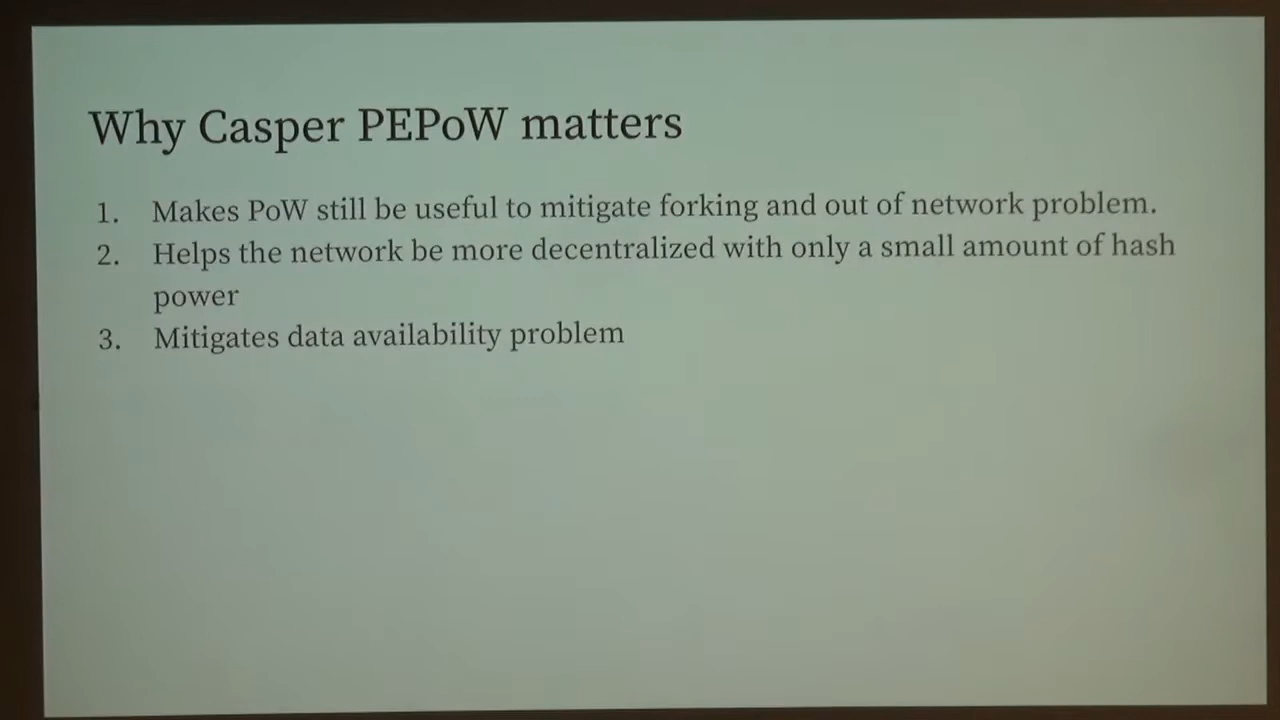 Why Casper PEPoW matters
1. Makes PoW still be useful to mitigate forking and out of network problem.
2. Helps the network be more decentralized with only a small amount of hash
power
3. Mitigates data availability problem